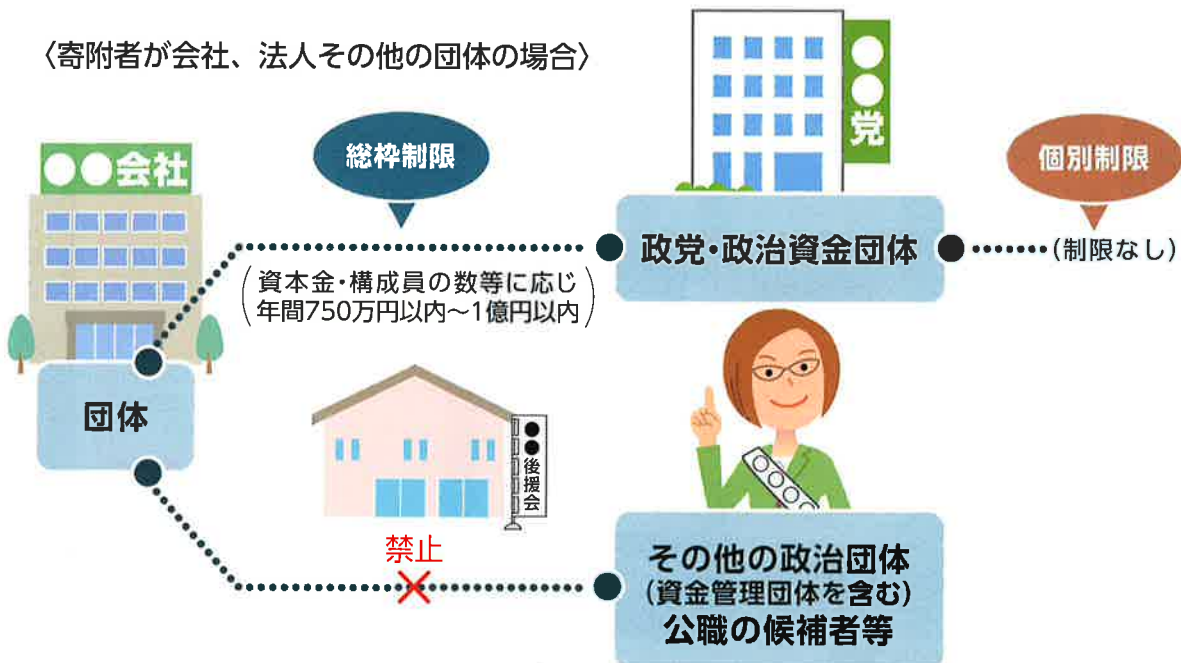 〈寄附者が会社、法人その他の団体の場合〉
●●党
●●会社
総枠制限
個別制限
政党・政治資金団体
(制限なし)
(資本金・構成員の数等に応じ
年間750万円以内～1億円以内)
団体
●●後援会
禁止
○○○○
その他の政治団体
(資金管理団体を含む)
公職の候補者等